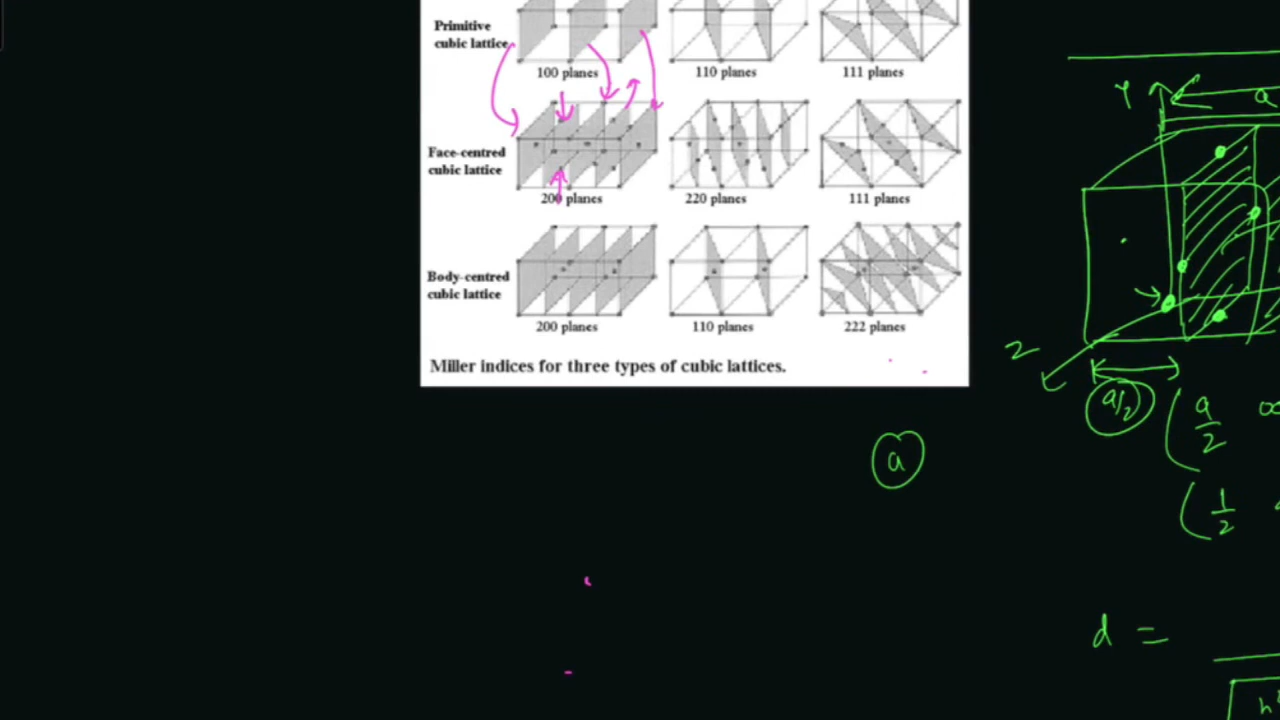 Primitive
cubic lattice
100 planes
110 planes
111 planes
Face-centred
cubic lattice
200 planes
220 planes
111 planes
Body-centred
cubic lattice
200 planes
110 planes
222 planes
Miller indices for three types of cubic lattices.
a
Y
a
Z
a/2
( a/2
( 1/2
d =
h